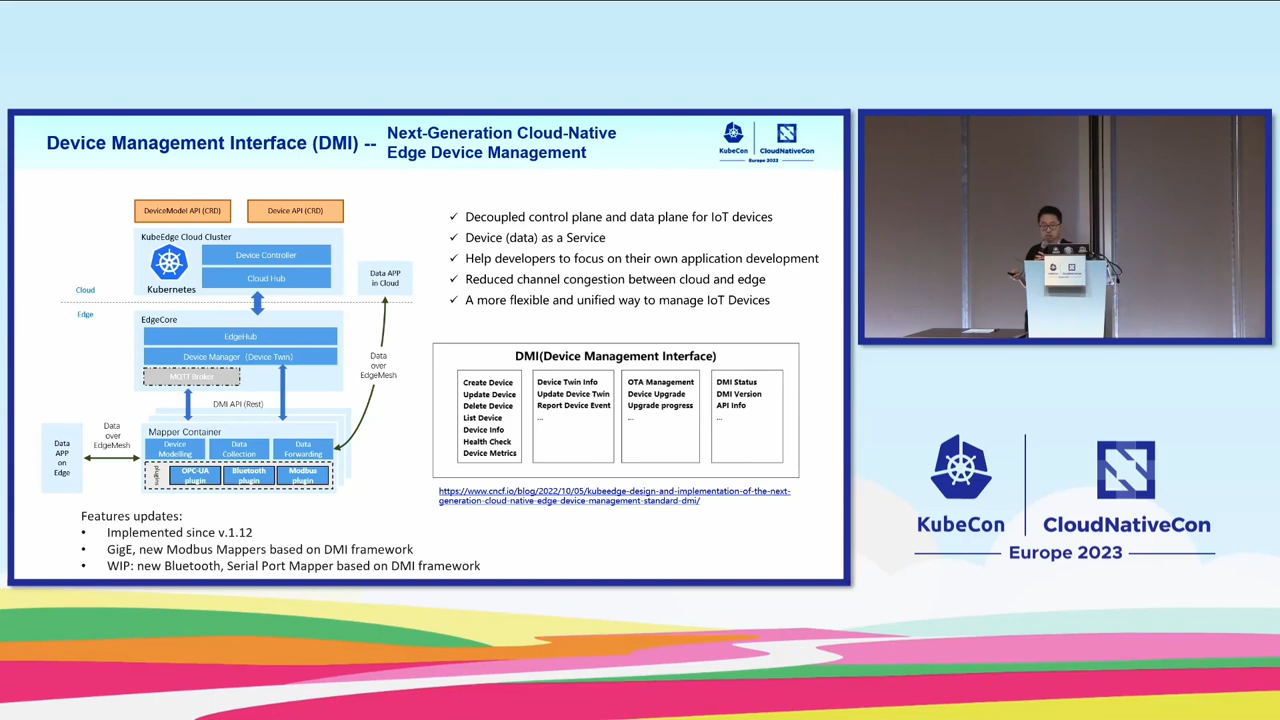 Device Management Interface (DMI) --
Next-Generation Cloud-Native
Edge Device Management
KubeCon
CloudNativeCon
Europe 2023
DeviceModel API (CRD)
Device API (CRD)
KubeEdge Cloud Cluster
Kubernetes
Device Controller
Cloud Hub
Data APP
in Cloud
Cloud
Edge
EdgeCore
EdgeHub
Device Manager (Device Twin)
MQTT Broker
DMI API (Rest)
Data
over
EdgeMesh
Data
over
EdgeMesh
Data
APP
on
Edge
Mapper Container
Device
Modelling
Data
Collection
Data
Forwarding
plugins
OPC-UA
plugin
Bluetooth
plugin
Modbus
plugin
✓ Decoupled control plane and data plane for IoT devices
✓ Device (data) as a Service
✓ Help developers to focus on their own application development
✓ Reduced channel congestion between cloud and edge
✓ A more flexible and unified way to manage IoT Devices
DMI(Device Management Interface)
Create Device
Update Device
Delete Device
List Device
Device Info
Health Check
Device Metrics
Device Twin Info
Update Device Twin
Report Device Event
...
OTA Management
Device Upgrade
Upgrade progress
...
DMI Status
DMI Version
API Info
...
https://www.cncf.io/blog/2022/10/05/kubeedge-design-and-implementation-of-the-next-
generation-cloud-native-edge-device-management-standard-dmi/
Features updates:
• Implemented since v.1.12
• GigE, new Modbus Mappers based on DMI framework
• WIP: new Bluetooth, Serial Port Mapper based on DMI framework
KubeCon
CloudNativeCon
Europe 2023